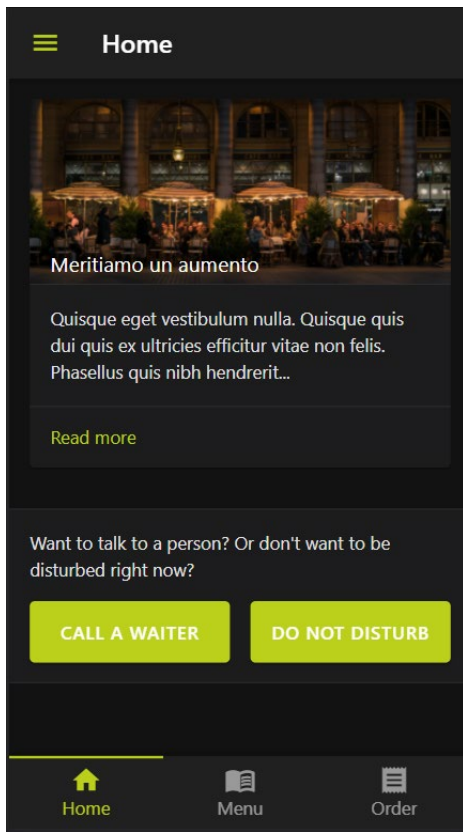 Home
Meritiamo un aumento
Quisque eget vestibulum nulla. Quisque quis
dui quis ex ultricies efficitur vitae non felis.
Phasellus quis nibh hendrerit...
Read more
Want to talk to a person? Or don't want to be
disturbed right now?
CALL A WAITER
DO NOT DISTURB
Home
Menu
Order